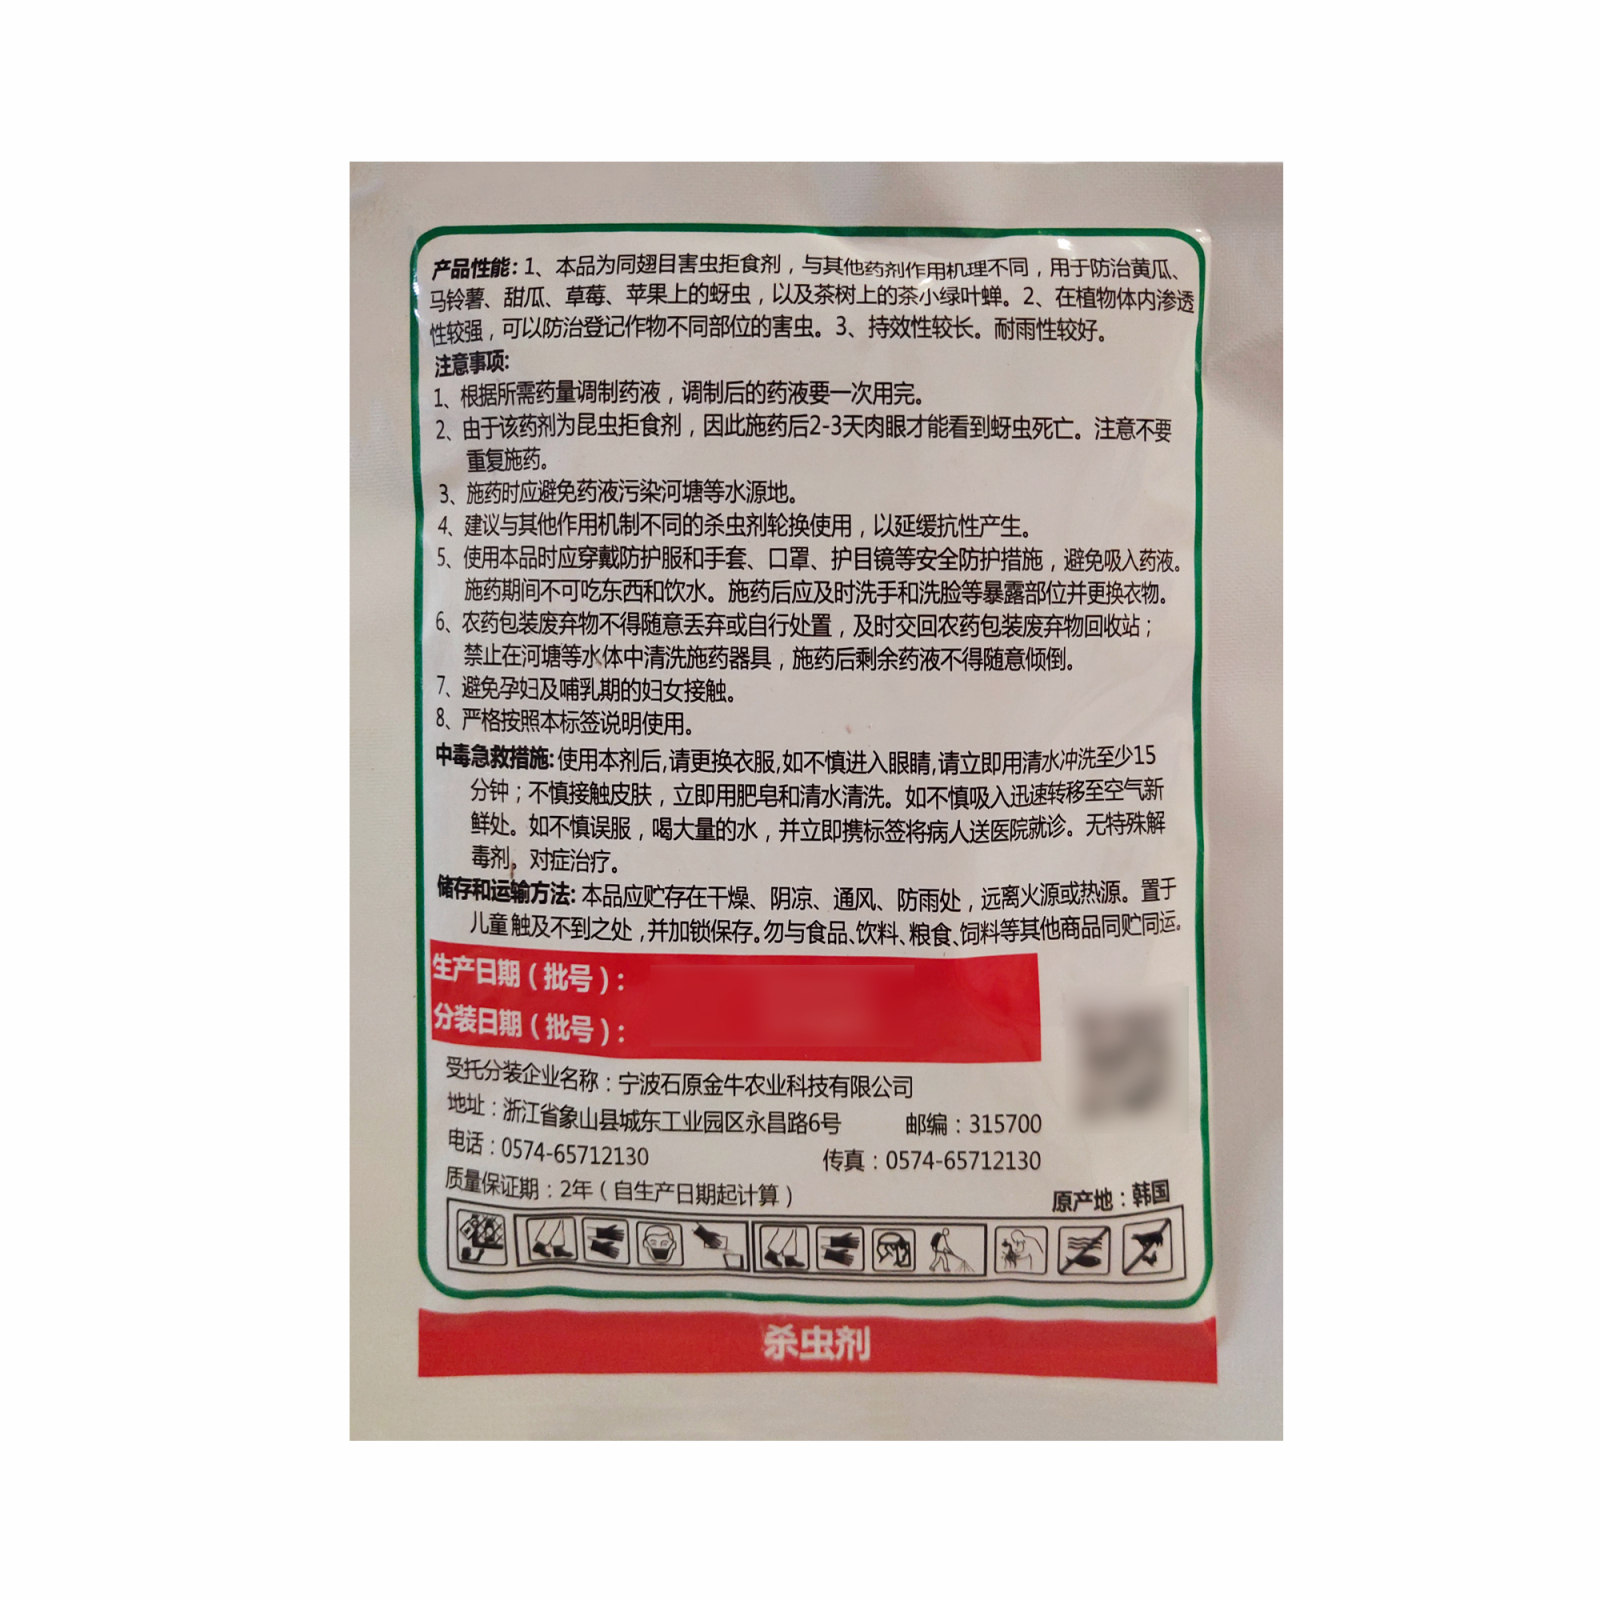 产品性能：1、本品为同翅目害虫拒食剂，与其他药剂作用机理不同，用于防治黄瓜、
马铃薯、甜瓜、草莓、苹果上的蚜虫，以及茶树上的茶小绿叶蝉。2、在植物体内渗透
性较强，可以防治登记作物不同部位的害虫。3、持效性较长。耐雨性较好。
注意事项:
1、根据所需药量调制药液，调制后的药液要一次用完。
2、由于该药剂为昆虫拒食剂，因此施药后2-3天肉眼才能看到蚜虫死亡。注意不要
重复施药。
3、施药时应避免药液污染河塘等水源地。
4、建议与其他作用机制不同的杀虫剂轮换使用，以延缓抗性产生。
5、使用本品时应穿戴防护服和手套、口罩、护目镜等安全防护措施，避免吸入药液。
施药期间不可吃东西和饮水。施药后应及时洗手和洗脸等暴露部位并更换衣物。
6、农药包装废弃物不得随意丢弃或自行处置，及时交回农药包装废弃物回收站；
禁止在河塘等水体中清洗施药器具，施药后剩余药液不得随意倾倒。
7、避免孕妇及哺乳期的妇女接触。
8、严格按照本标签说明使用。
中毒急救措施:使用本剂后,请更换衣服,如不慎进入眼睛,请立即用清水冲洗至少15
分钟；不慎接触皮肤，立即用肥皂和清水清洗。如不慎吸入迅速转移至空气新
鲜处。如不慎误服，喝大量的水，并立即携标签将病人送医院就诊。无特殊解
毒剂。对症治疗。
储存和运输方法:本品应贮存在干燥、阴凉、通风、防雨处，远离火源或热源。置于
儿童触及不到之处,并加锁保存。勿与食品、饮料、粮食、饲料等其他商品同贮同运。
生产日期（批号）：
分装日期（批号）：
受托分装企业名称：宁波石原金牛农业科技有限公司
地址：浙江省象山县城东工业园区永昌路6号 邮编：315700
电话：0574-65712130 传真：0574-65712130
质量保证期：2年（自生产日期起计算） 原产地：韩国
杀虫剂